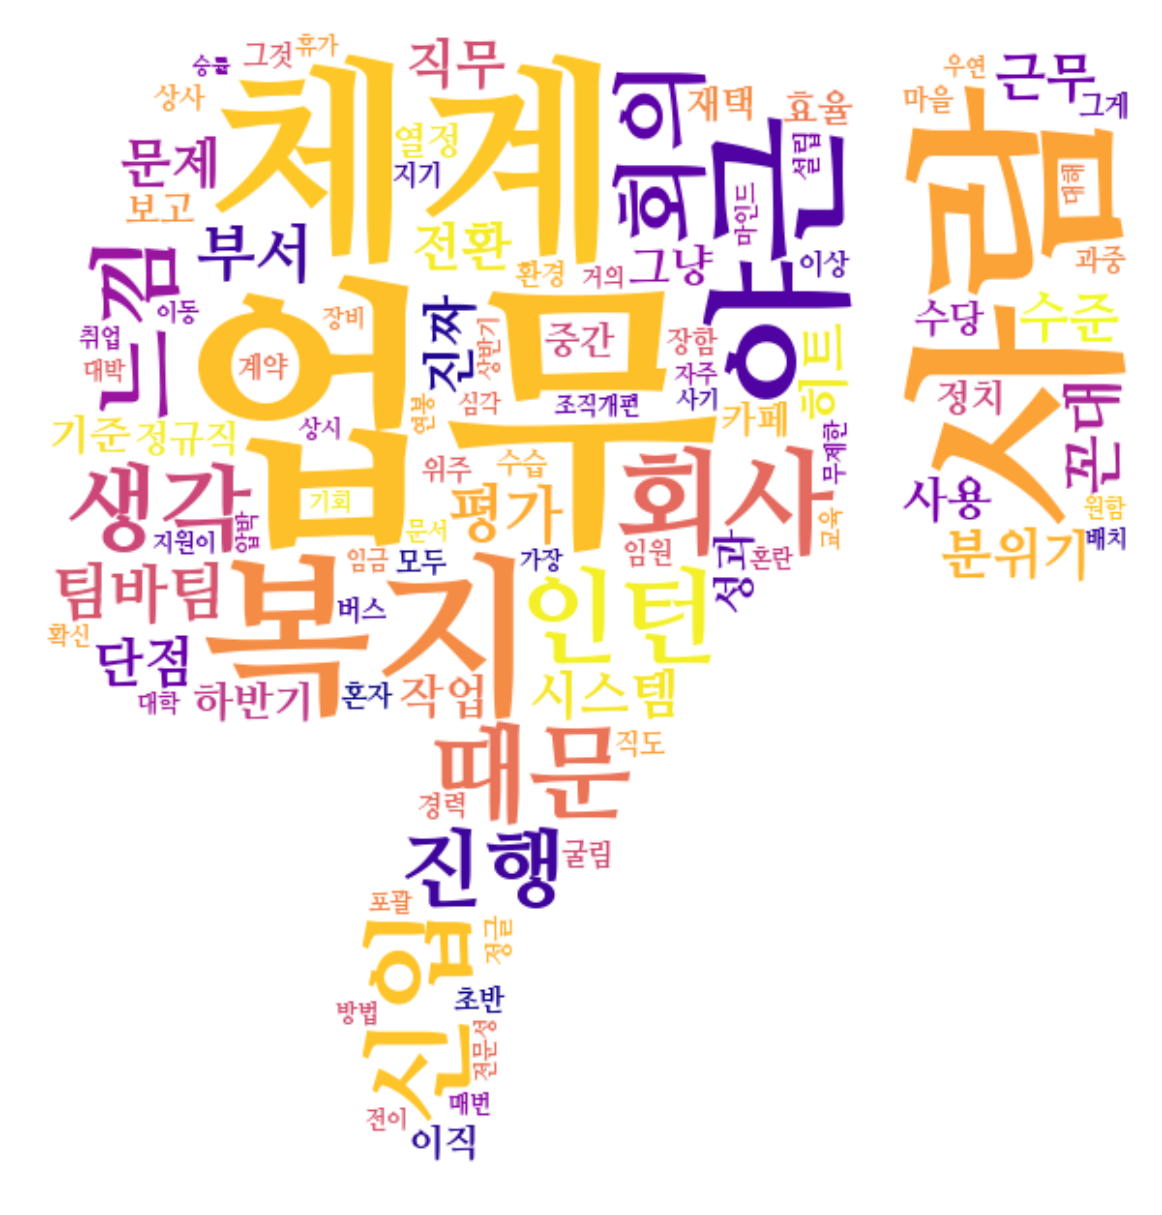 승률
그것
휴가
직무
체계
상사
열정
지기
문제
보고
부서
전환
회의
재택
효율
야근
설립
마인드
우연
근무
마을
그게
사람
대해
과중
느낌
이동
취업
대박
환경
거의
그냥
이상
수당
수준
업무
장비
계약
진짜
상반기
중간
장함
자주
사기
히트
정치
꼰대
기준
정규직
상시
연봉
심각
조직개편
카페
무제한
생각
압박
지원이
기회
위주
수습
평가
문서
회사
교육
사용
원함
배치
분위기
팀바팀
임금
모두
가장
임원
성과
혼란
확신
단점
복지
버스
인턴
대학
하반기
혼자
작업
시스템
때문
직도
경력
진행
굴림
포괄
신입
정글
방법
초반
전문성
전이
매번
이직